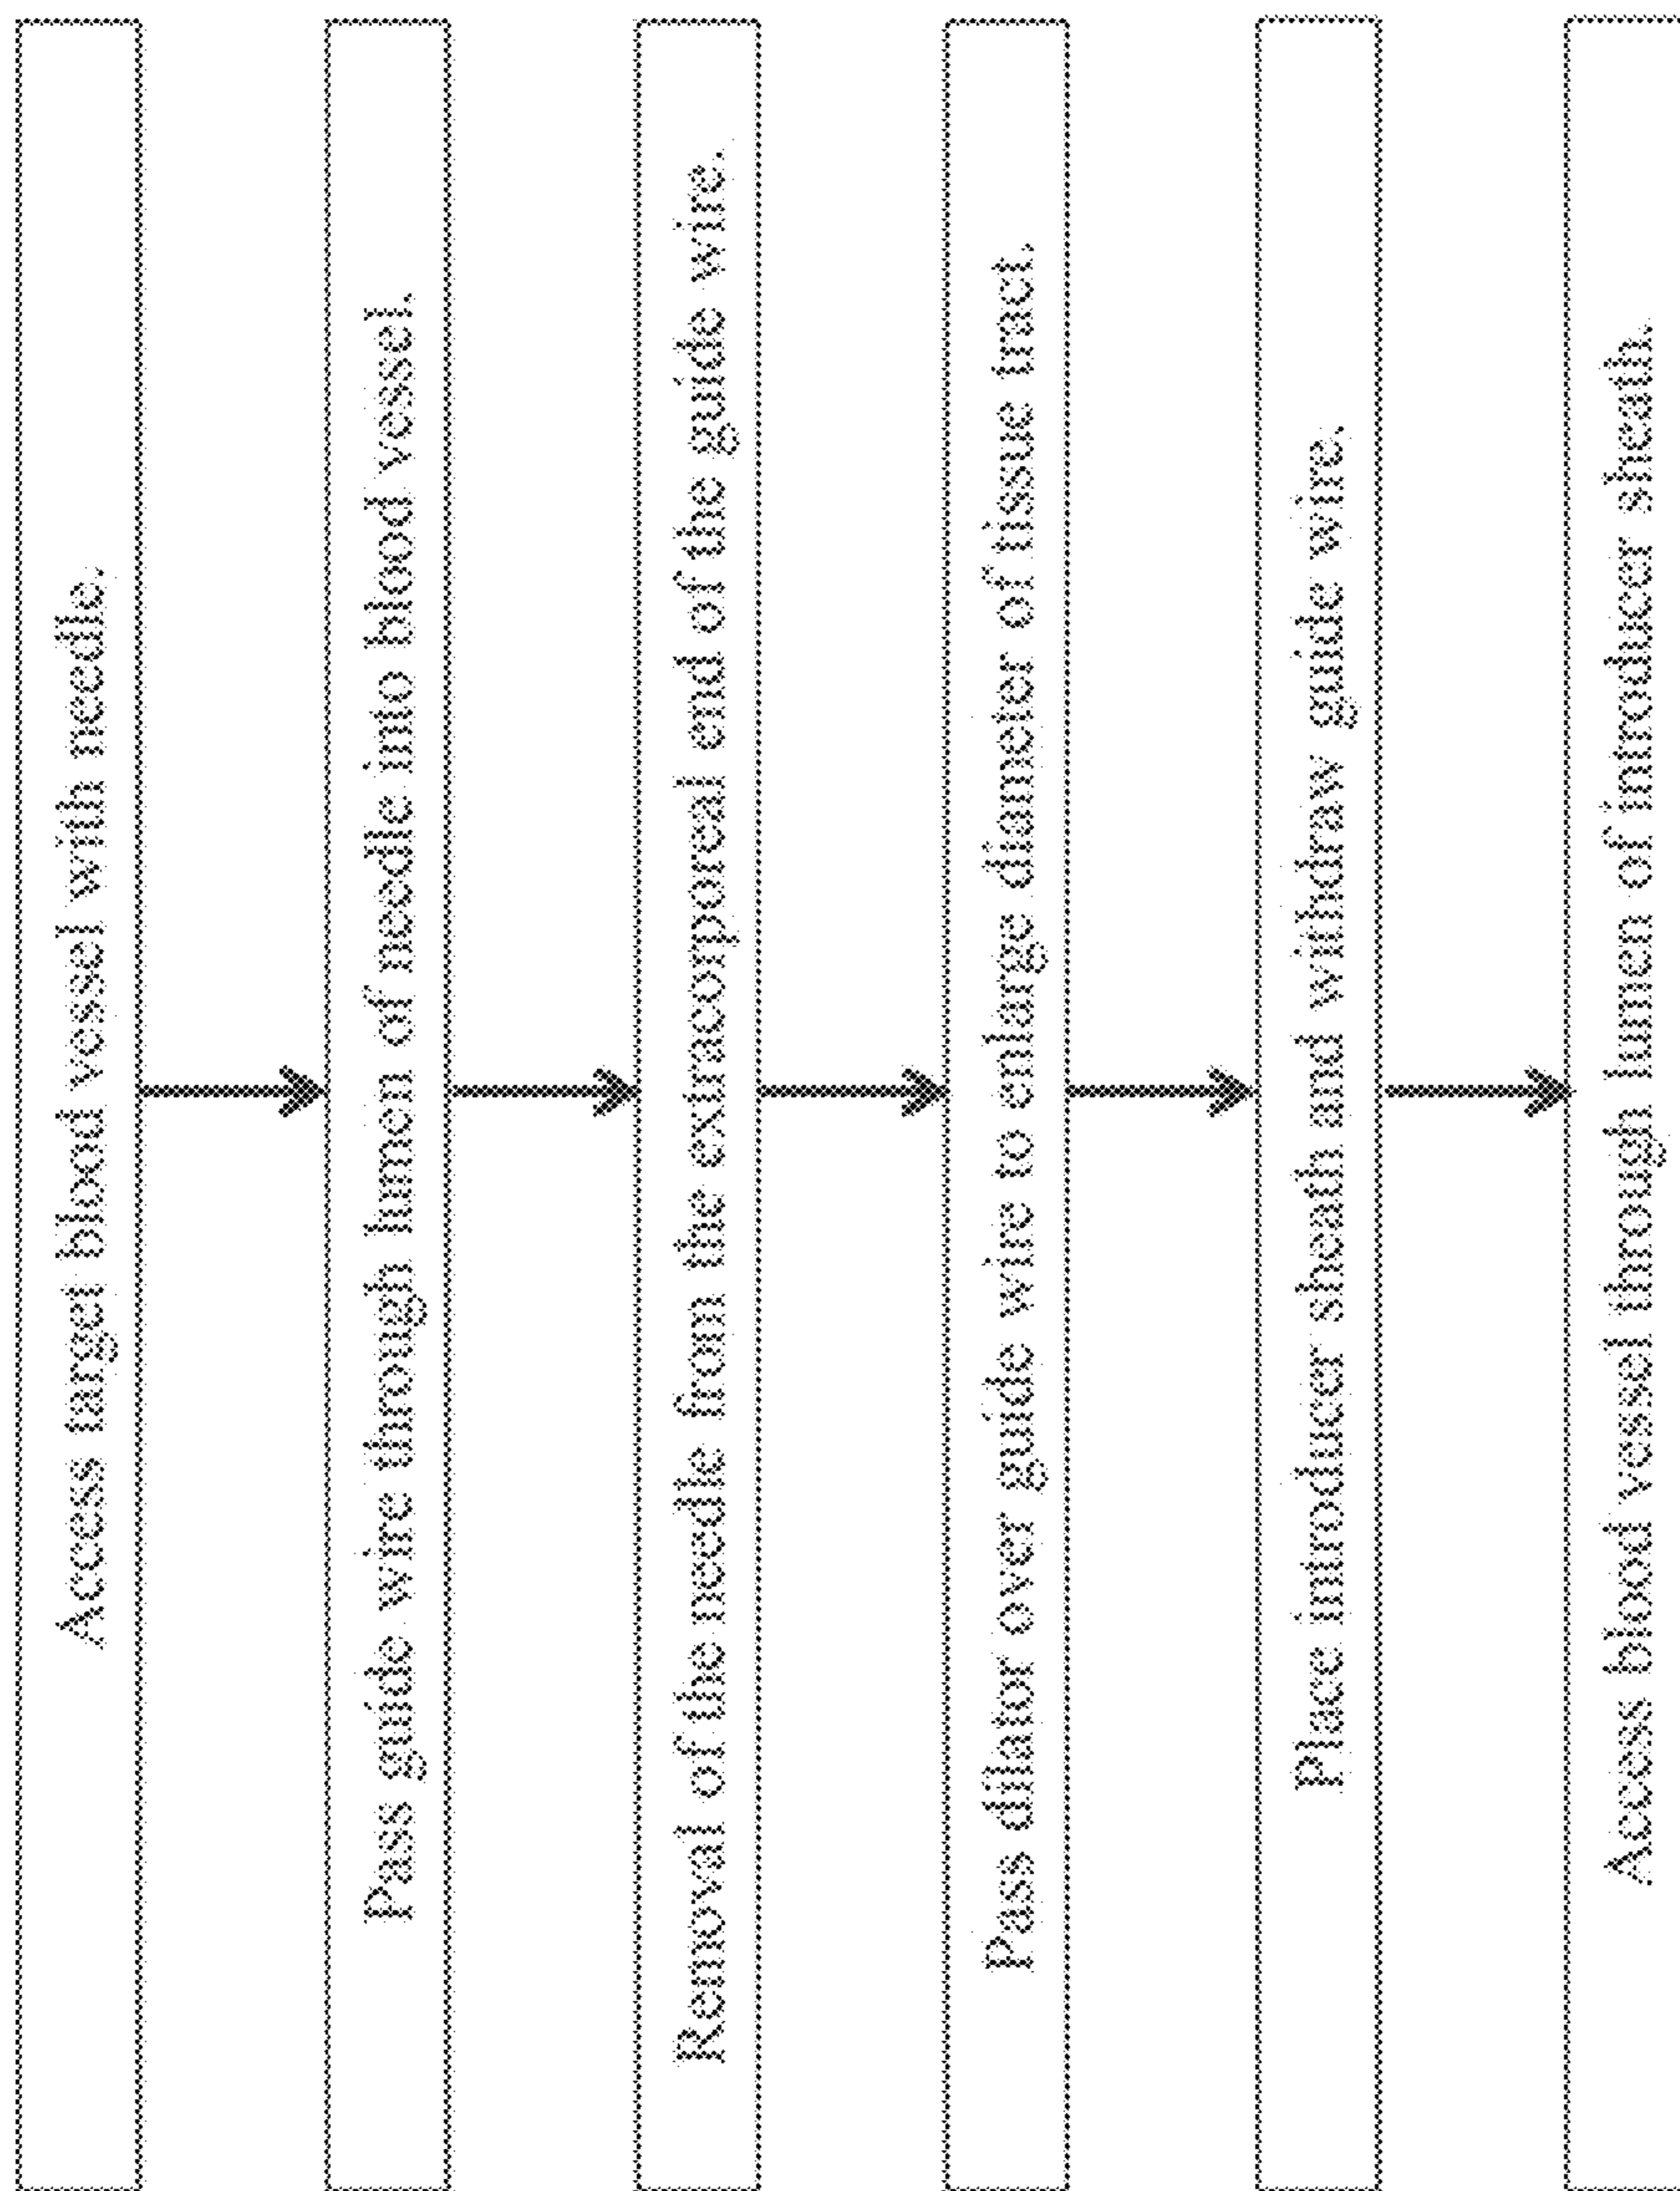 Access target blood vessel with needle.
Pass guide wire through lumen of needle into blood vessel.
Removal of the needle from the extracorporeal end of the guide wire.
Pass dilator over guide wire to enlarge diameter of tissue tract.
Place introducer sheath and withdraw guide wire.
Access blood vessel through lumen of introducer sheath.